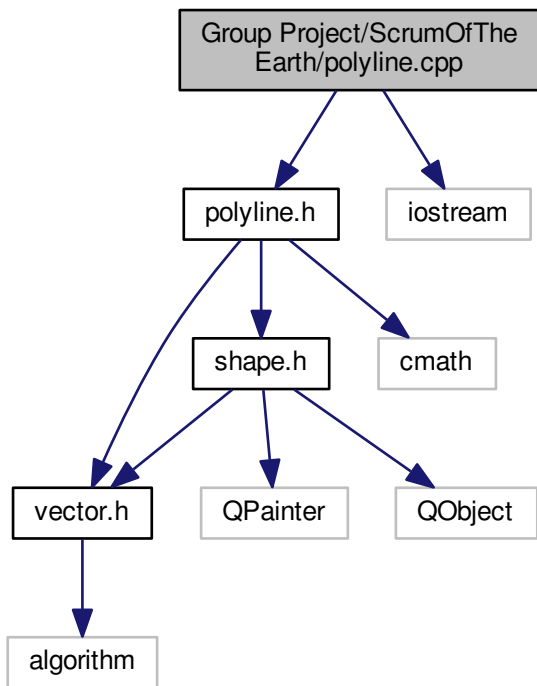 Group Project/ScrumOfThe
Earth/polyline.cpp
polyline.h
iostream
shape.h
cmath
vector.h
QPainter
QObject
algorithm